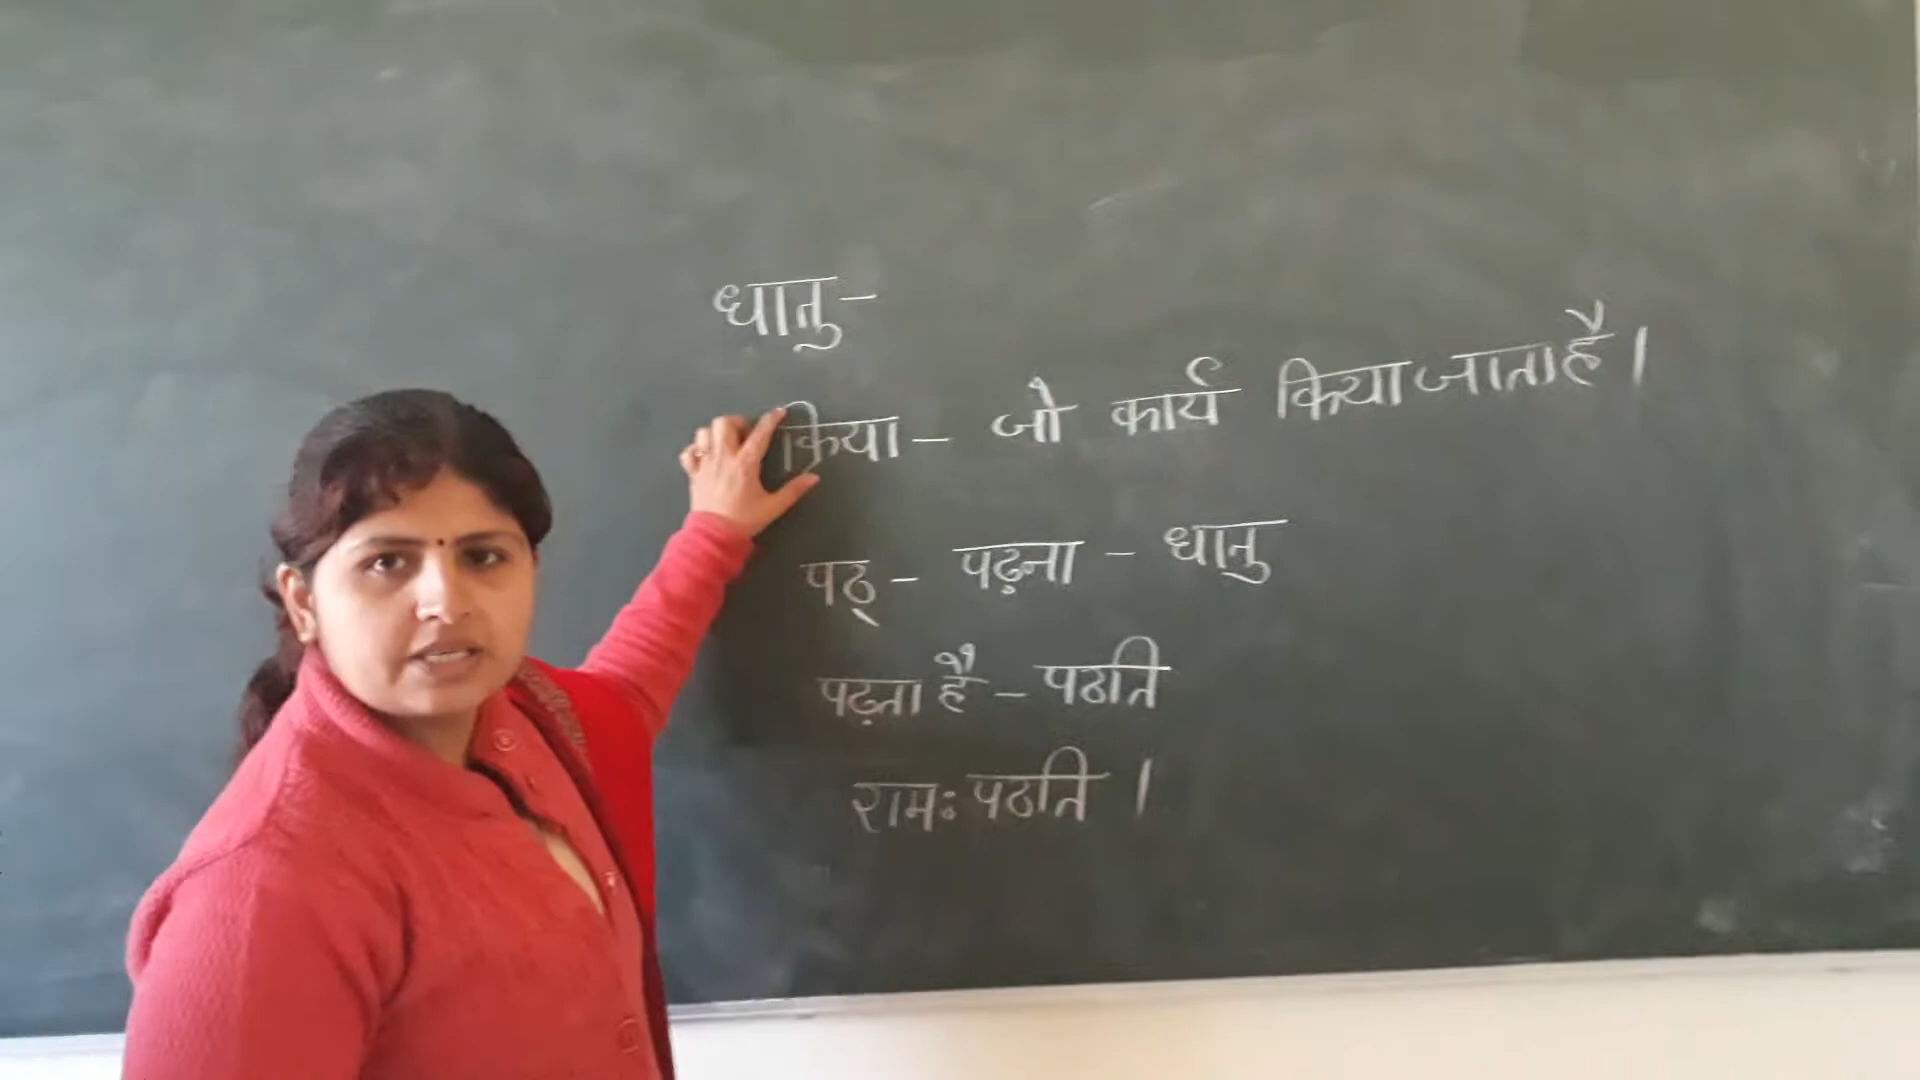 धातु-
क्रिया - जो कार्य किया जाता है।
पठ् - पढ़ना - धातु
पढ़ता है - पठति
रामः पठति ।